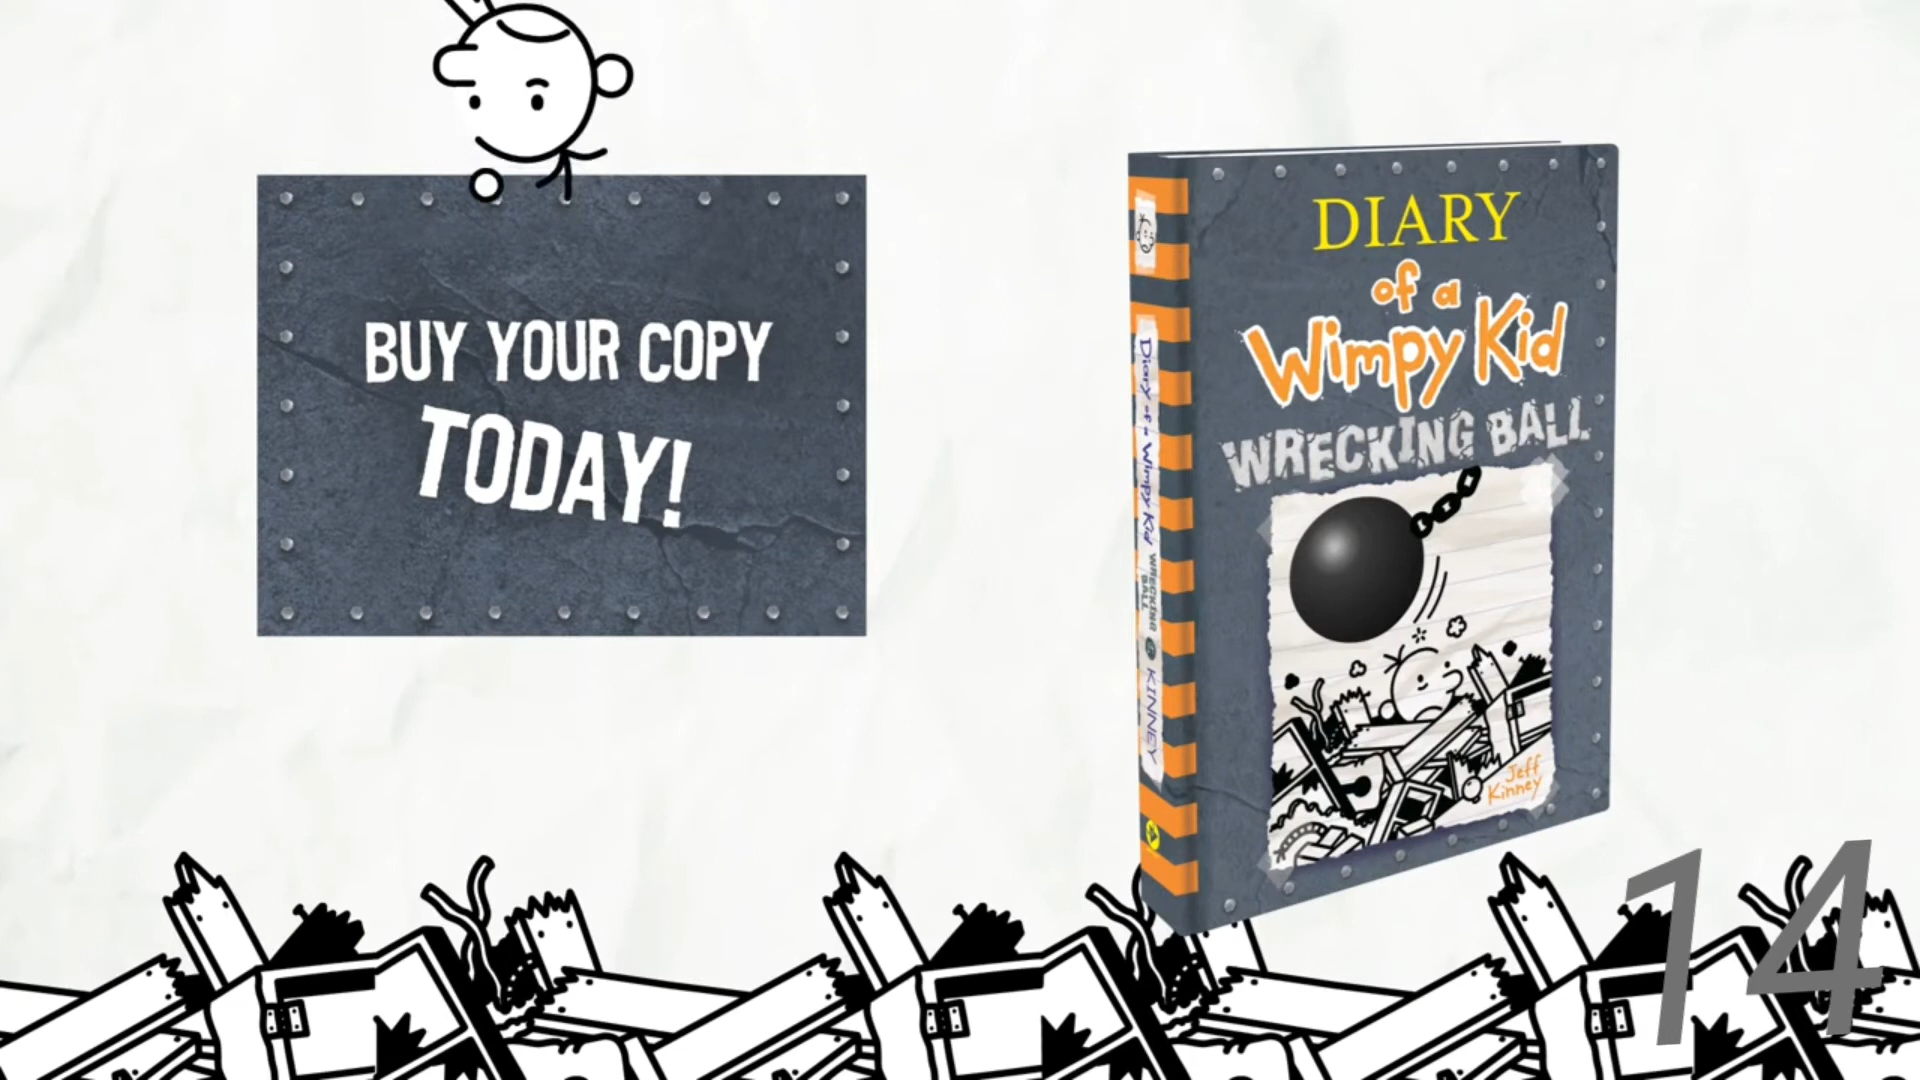 BUY YOUR COPY
TODAY!
DIARY
of a
Wimpy Kid
WRECKING BALL
Jeff
Kinney
Diary of a Wimpy Kid WRECKING BALL KINNEY
14